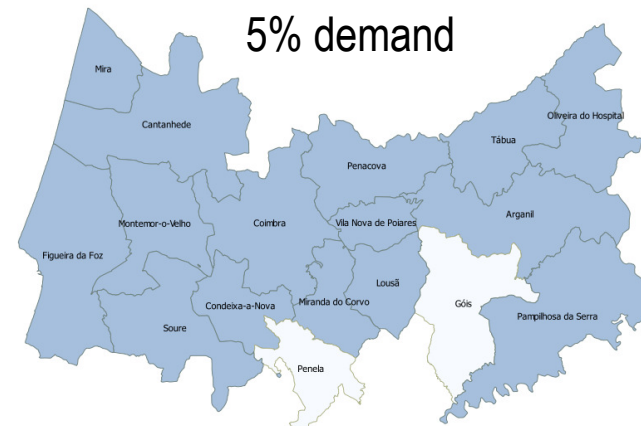 5% demand
Mira
Cantanhede
Oliveira do Hospital
Tábua
Penacova
Arganil
Montemor-o-Velho
Coimbra
Vila Nova de Poiares
Figueira da Foz
Lousã
Condeixa-a-Nova
Miranda do Corvo
Góis
Pampilhosa da Serra
Soure
Penela